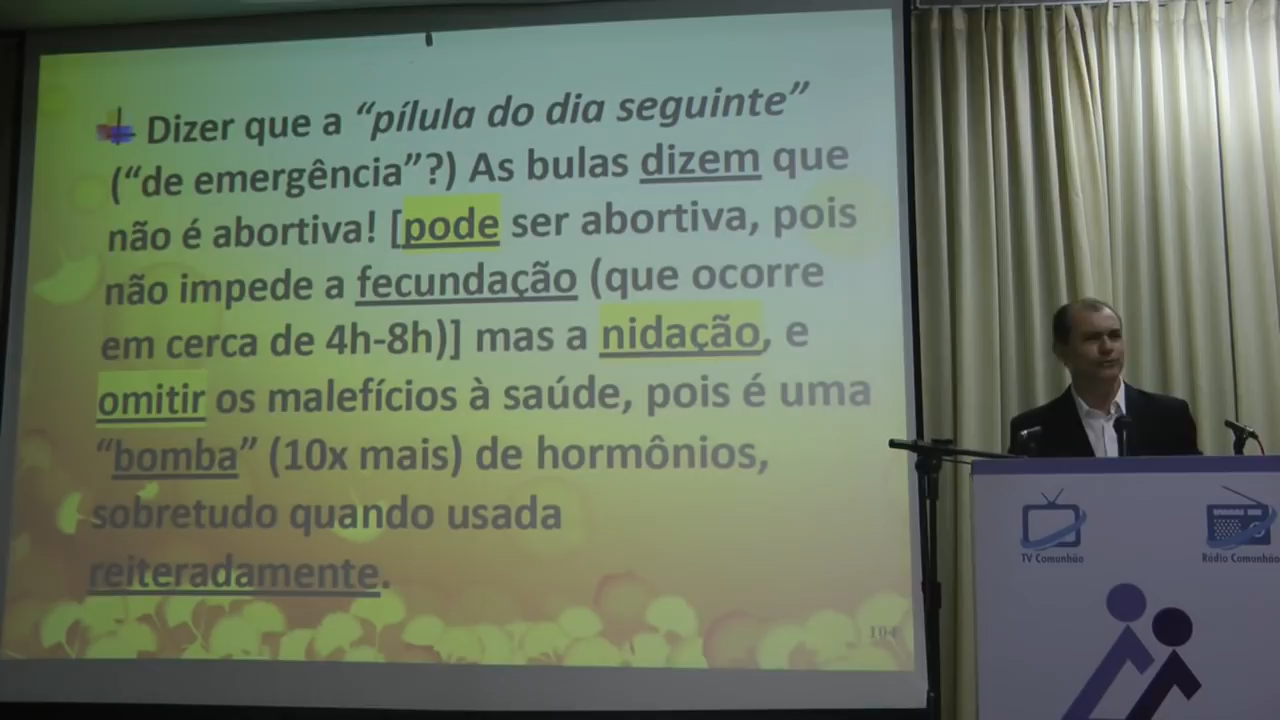 Dizer que a “pílula do dia seguinte”
(“de emergência”?) As bulas dizem que
não é abortiva! [pode ser abortiva, pois
não impede a fecundação (que ocorre
em cerca de 4h-8h)] mas a nidação, e
omitir os malefícios à saúde, pois é uma
“bomba” (10x mais) de hormônios,
sobretudo quando usada
reiteradamente.
104
TV Comunhão
Rádio Comunhão